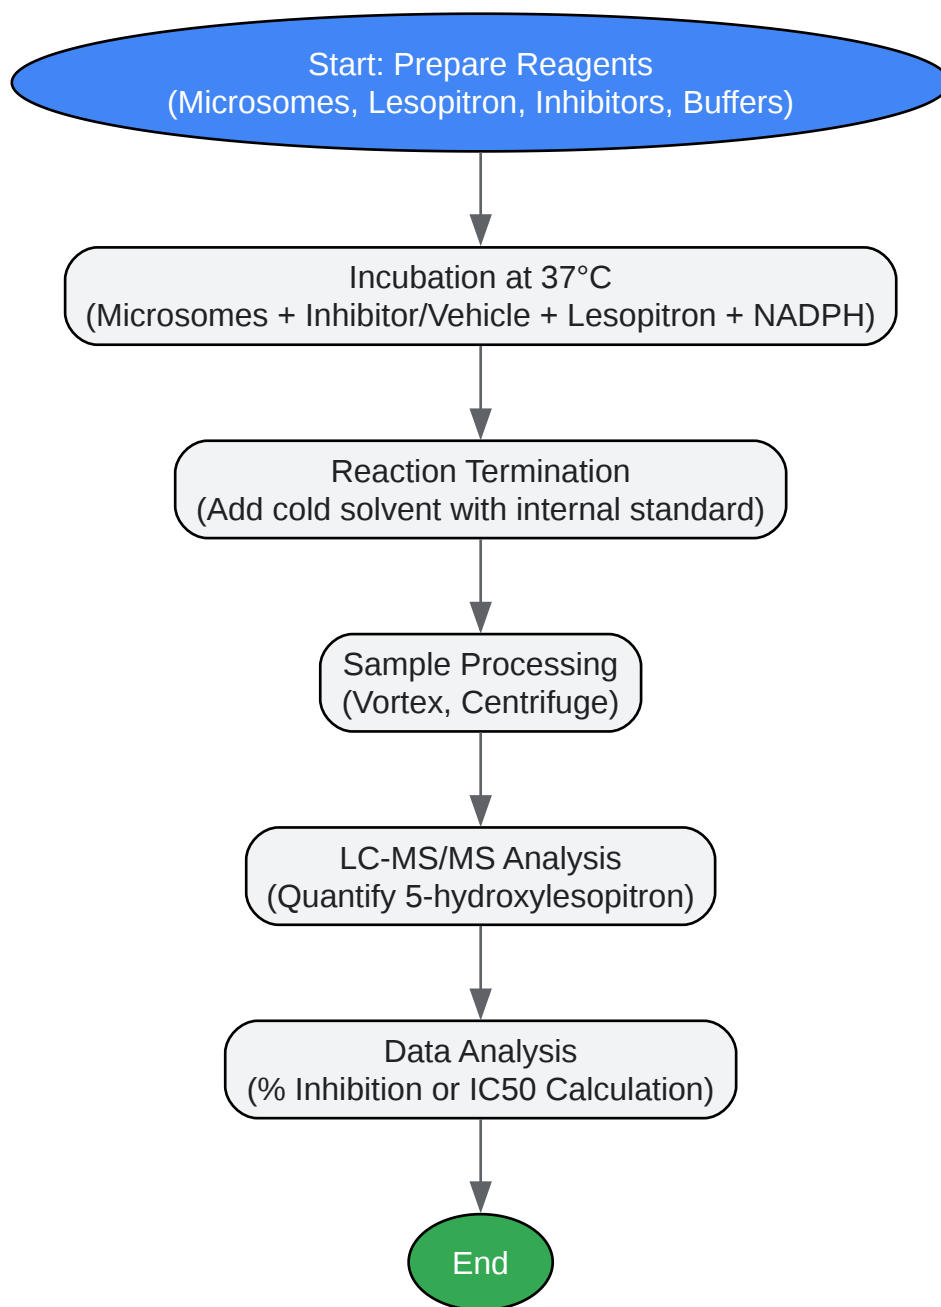 Start: Prepare Reagents
(Microsomes, Lesopitron, Inhibitors, Buffers)
Incubation at 37°C
(Microsomes + Inhibitor/Vehicle + Lesopitron + NADPH)
Reaction Termination
(Add cold solvent with internal standard)
Sample Processing
(Vortex, Centrifuge)
LC-MS/MS Analysis
(Quantify 5-hydroxylesopitron)
Data Analysis
(% Inhibition or IC50 Calculation)
End